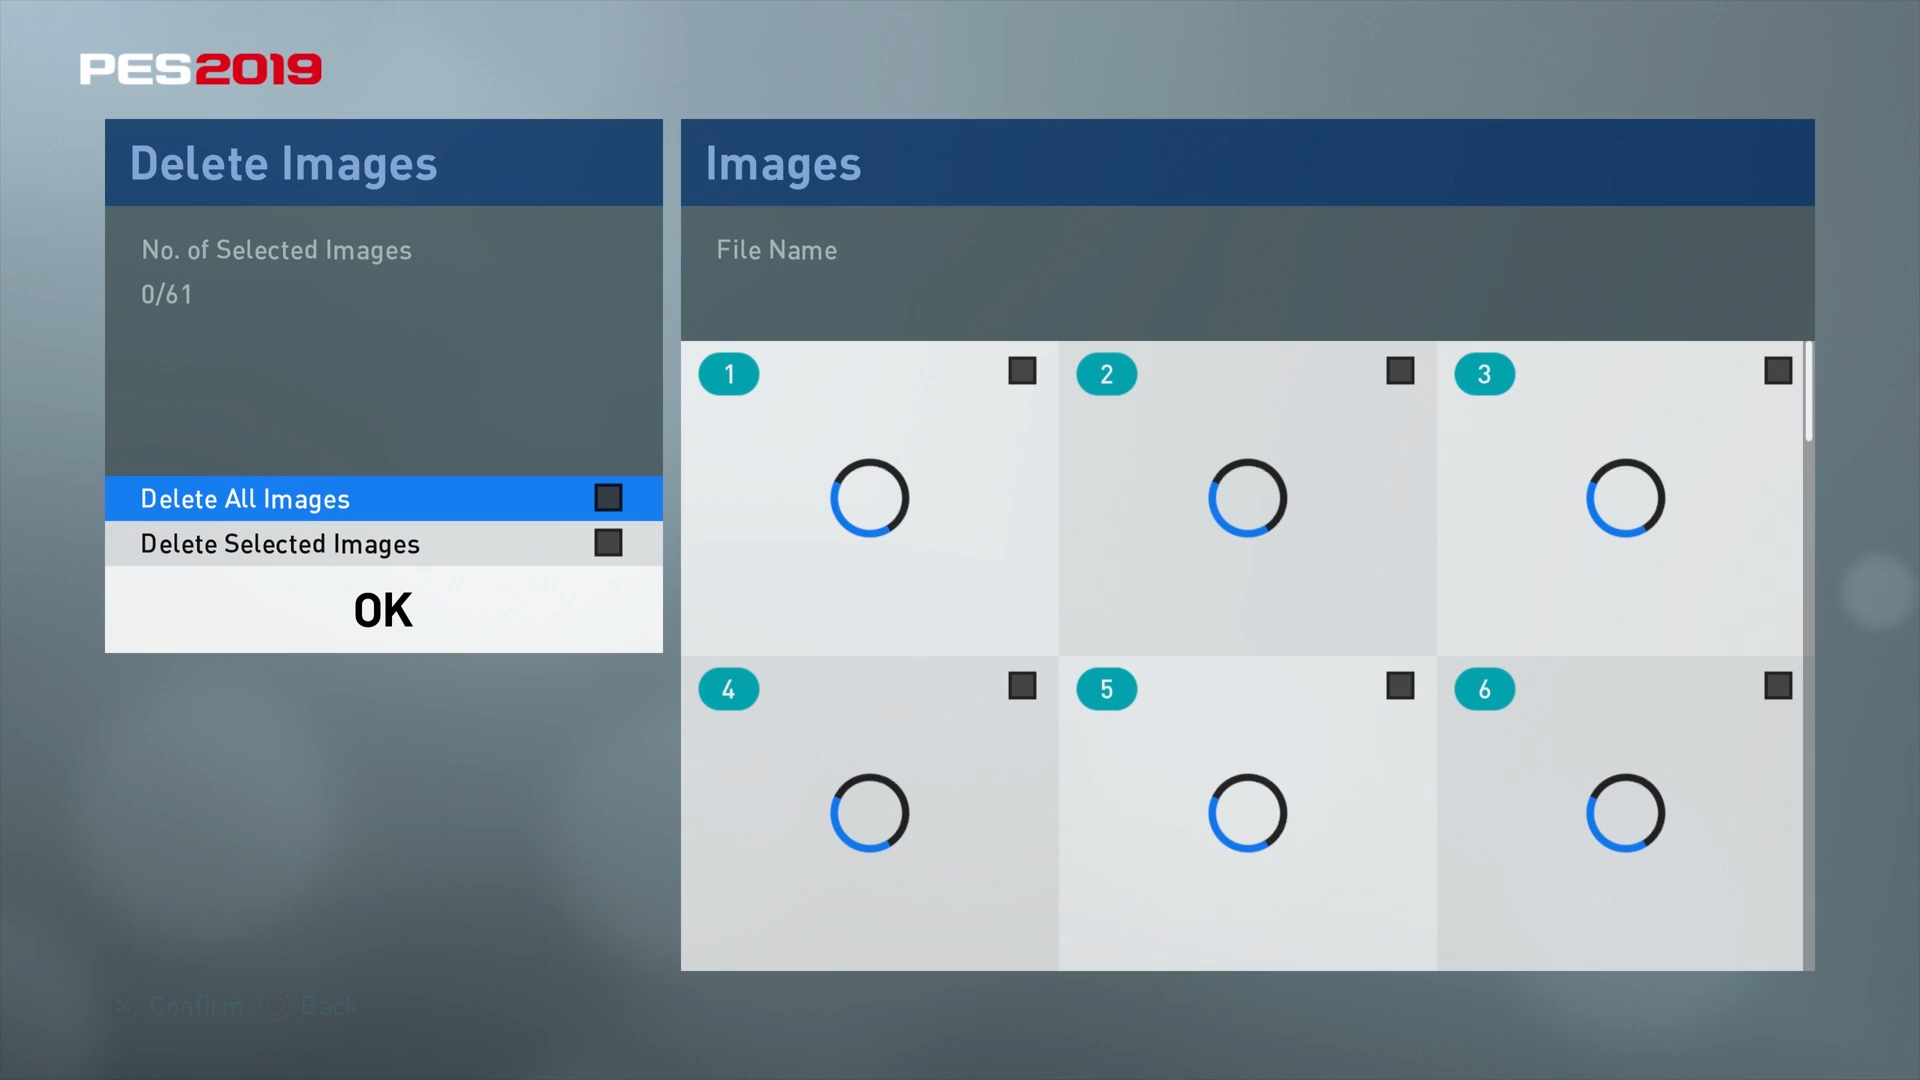 PES2019
Delete Images
No. of Selected Images
0/61
Delete All Images
Delete Selected Images
OK
Images
File Name
1
2
3
4
5
6
Confirm
Back